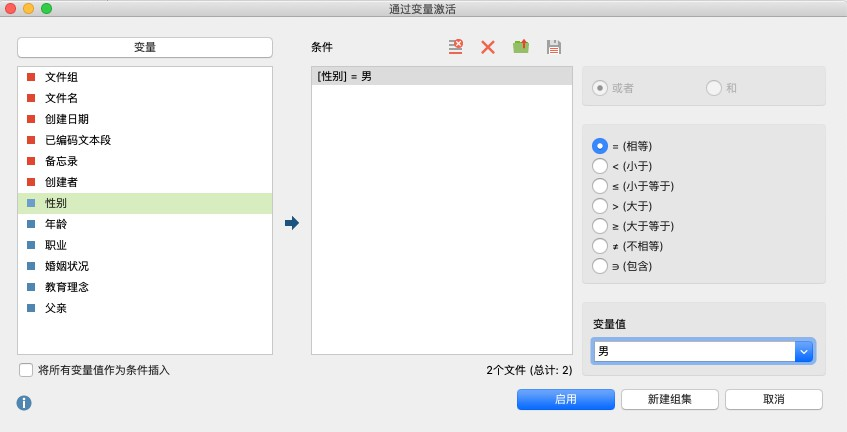 通过变量激活
变量
文件组
文件名
创建日期
已编码文本段
备忘录
创建者
性别
年龄
职业
婚姻状况
教育理念
父亲
将所有变量值作为条件插入
条件
[性别] = 男
2个文件 (总计: 2)
或者
和
= (相等)
< (小于)
≤ (小于等于)
> (大于)
≥ (大于等于)
≠ (不相等)
∋ (包含)
变量值
男
启用
新建组集
取消